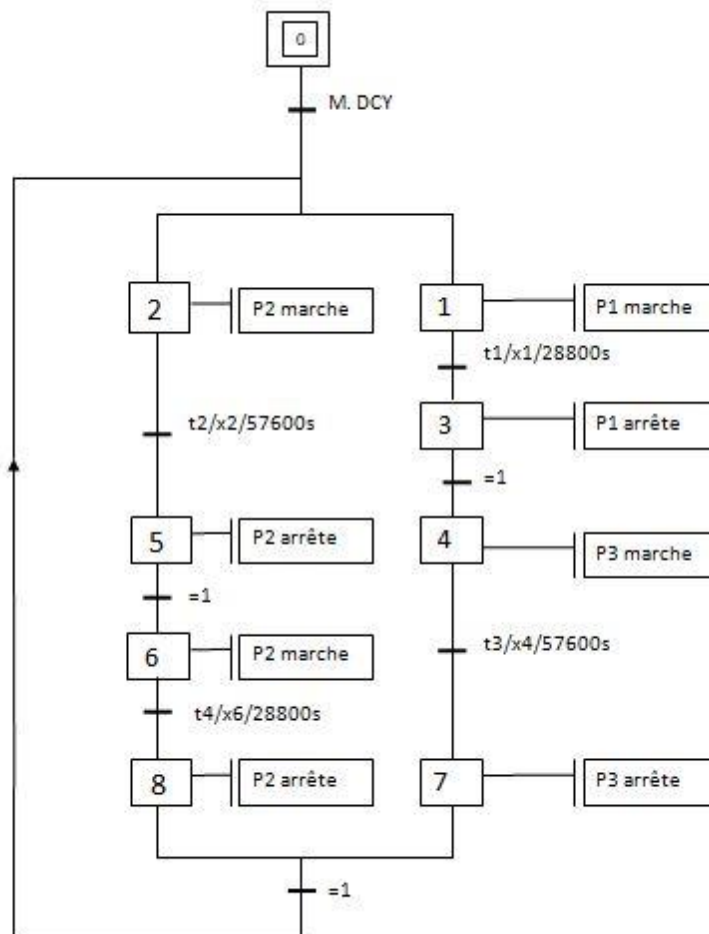 0
M. DCY
2
P2 marche
1
P1 marche
t1/x1/28800s
t2/x2/57600s
3
P1 arrête
=1
5
P2 arrête
4
P3 marche
=1
6
P2 marche
t3/x4/57600s
t4/x6/28800s
8
P2 arrête
7
P3 arrête
=1